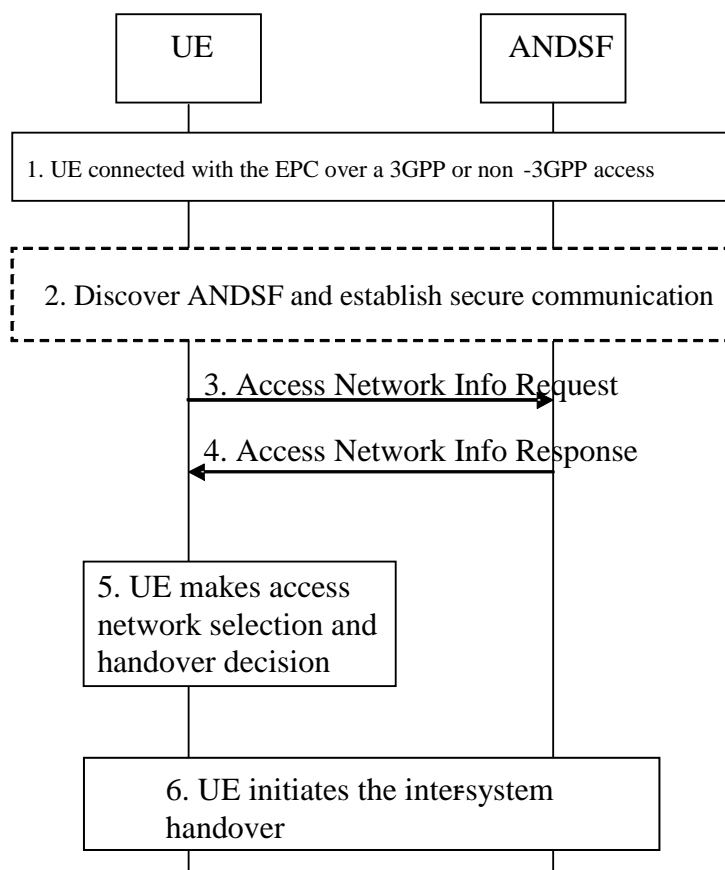 UE
ANDSF
1. UE connected with the EPC over a 3GPP or non -3GPP access
2. Discover ANDSF and establish secure communication
3. Access Network Info Request
4. Access Network Info Response
5. UE makes access
network selection and
handover decision
6. UE initiates the inter-system
handover